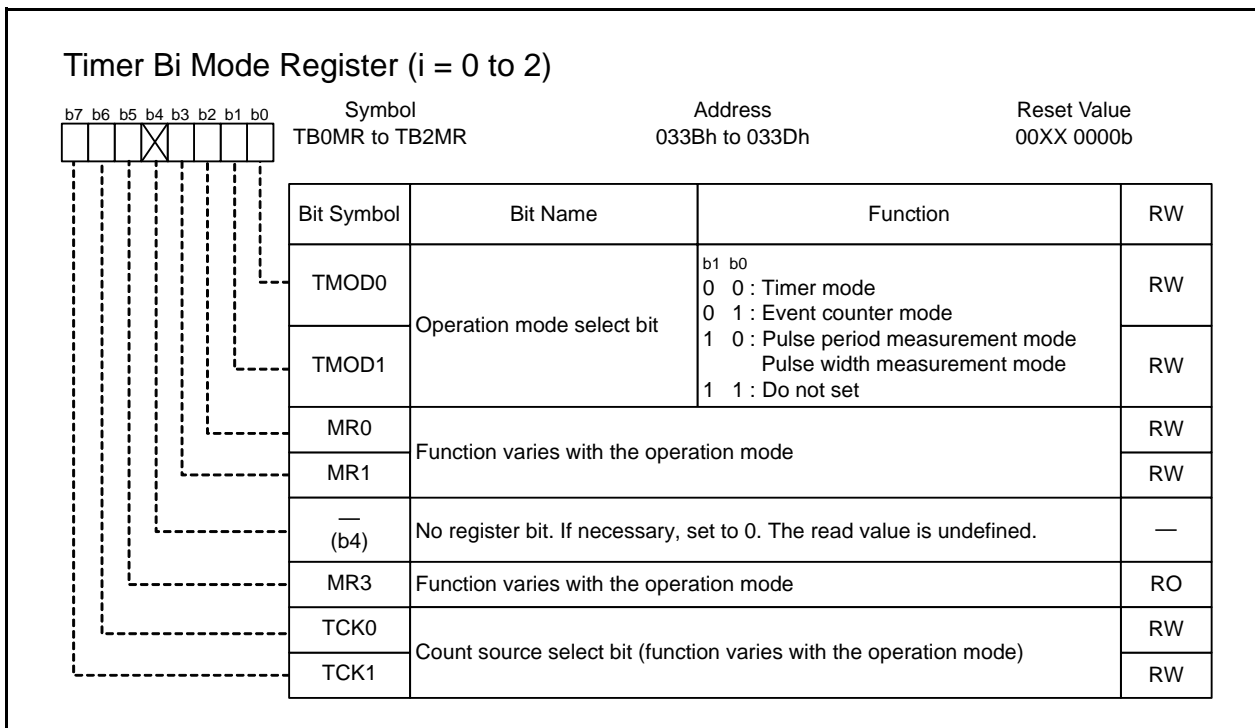 Timer Bi Mode Register (i = 0 to 2)
b7 b6 b5 b4 b3 b2 b1 b0
Symbol Address Reset Value
TB0MR to TB2MR 033Bh to 033Dh 00XX 0000b
Bit Symbol Bit Name Function RW
TMOD0 RW
TMOD1 RW
Operation mode select bit
b1 b0
0 0 : Timer mode
0 1 : Event counter mode
1 0 : Pulse period measurement mode
Pulse width measurement mode
1 1 : Do not set
MR0 RW
MR1 RW
Function varies with the operation mode
— (b4) No register bit. If necessary, set to 0. The read value is undefined. —
MR3 Function varies with the operation mode RO
TCK0 RW
TCK1 RW
Count source select bit (function varies with the operation mode)